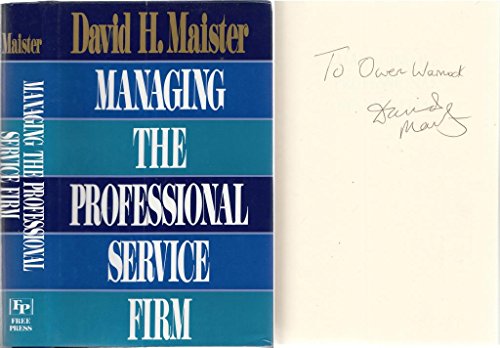 Maister
MANAGING THE PROFESSIONAL
SERVICE FIRM
FP
FREE
PRESS
David H. Maister
MANAGING
THE
PROFESSIONAL
SERVICE
FIRM
To Owen Warnock
David